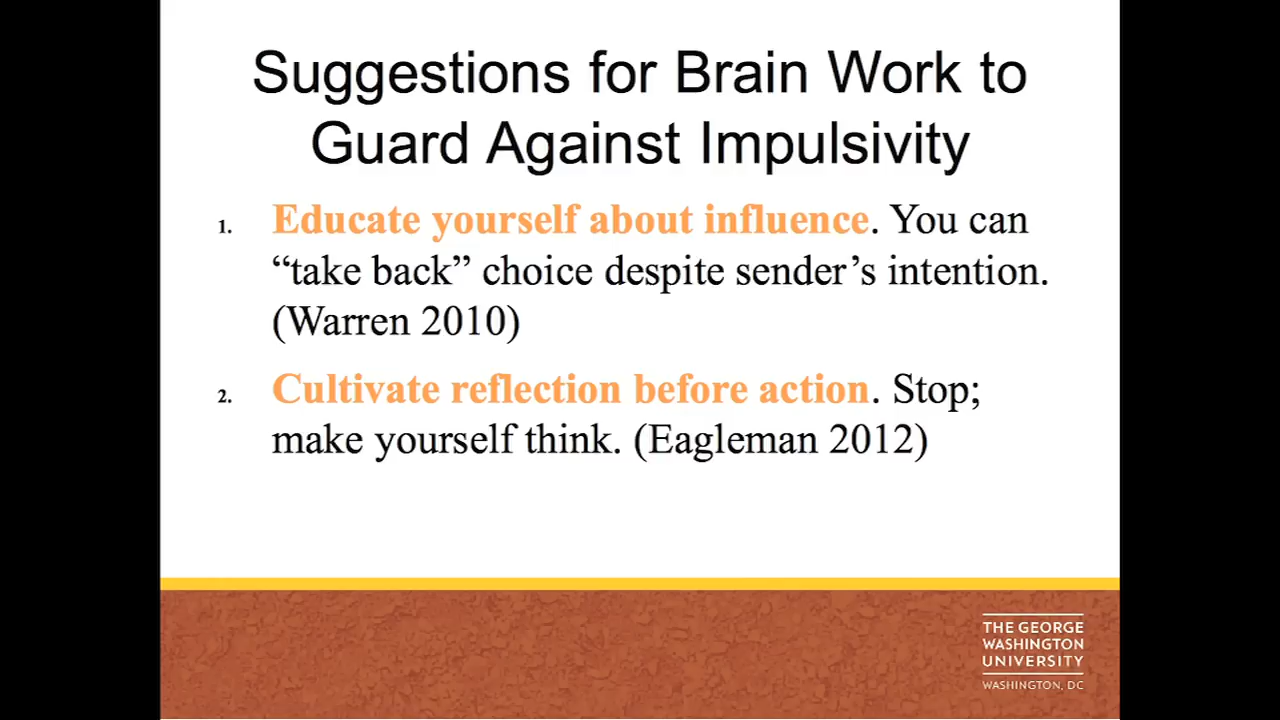 Suggestions for Brain Work to
Guard Against Impulsivity
1. Educate yourself about influence. You can
“take back” choice despite sender’s intention.
(Warren 2010)
2. Cultivate reflection before action. Stop;
make yourself think. (Eagleman 2012)
THE GEORGE
WASHINGTON
UNIVERSITY
WASHINGTON, DC